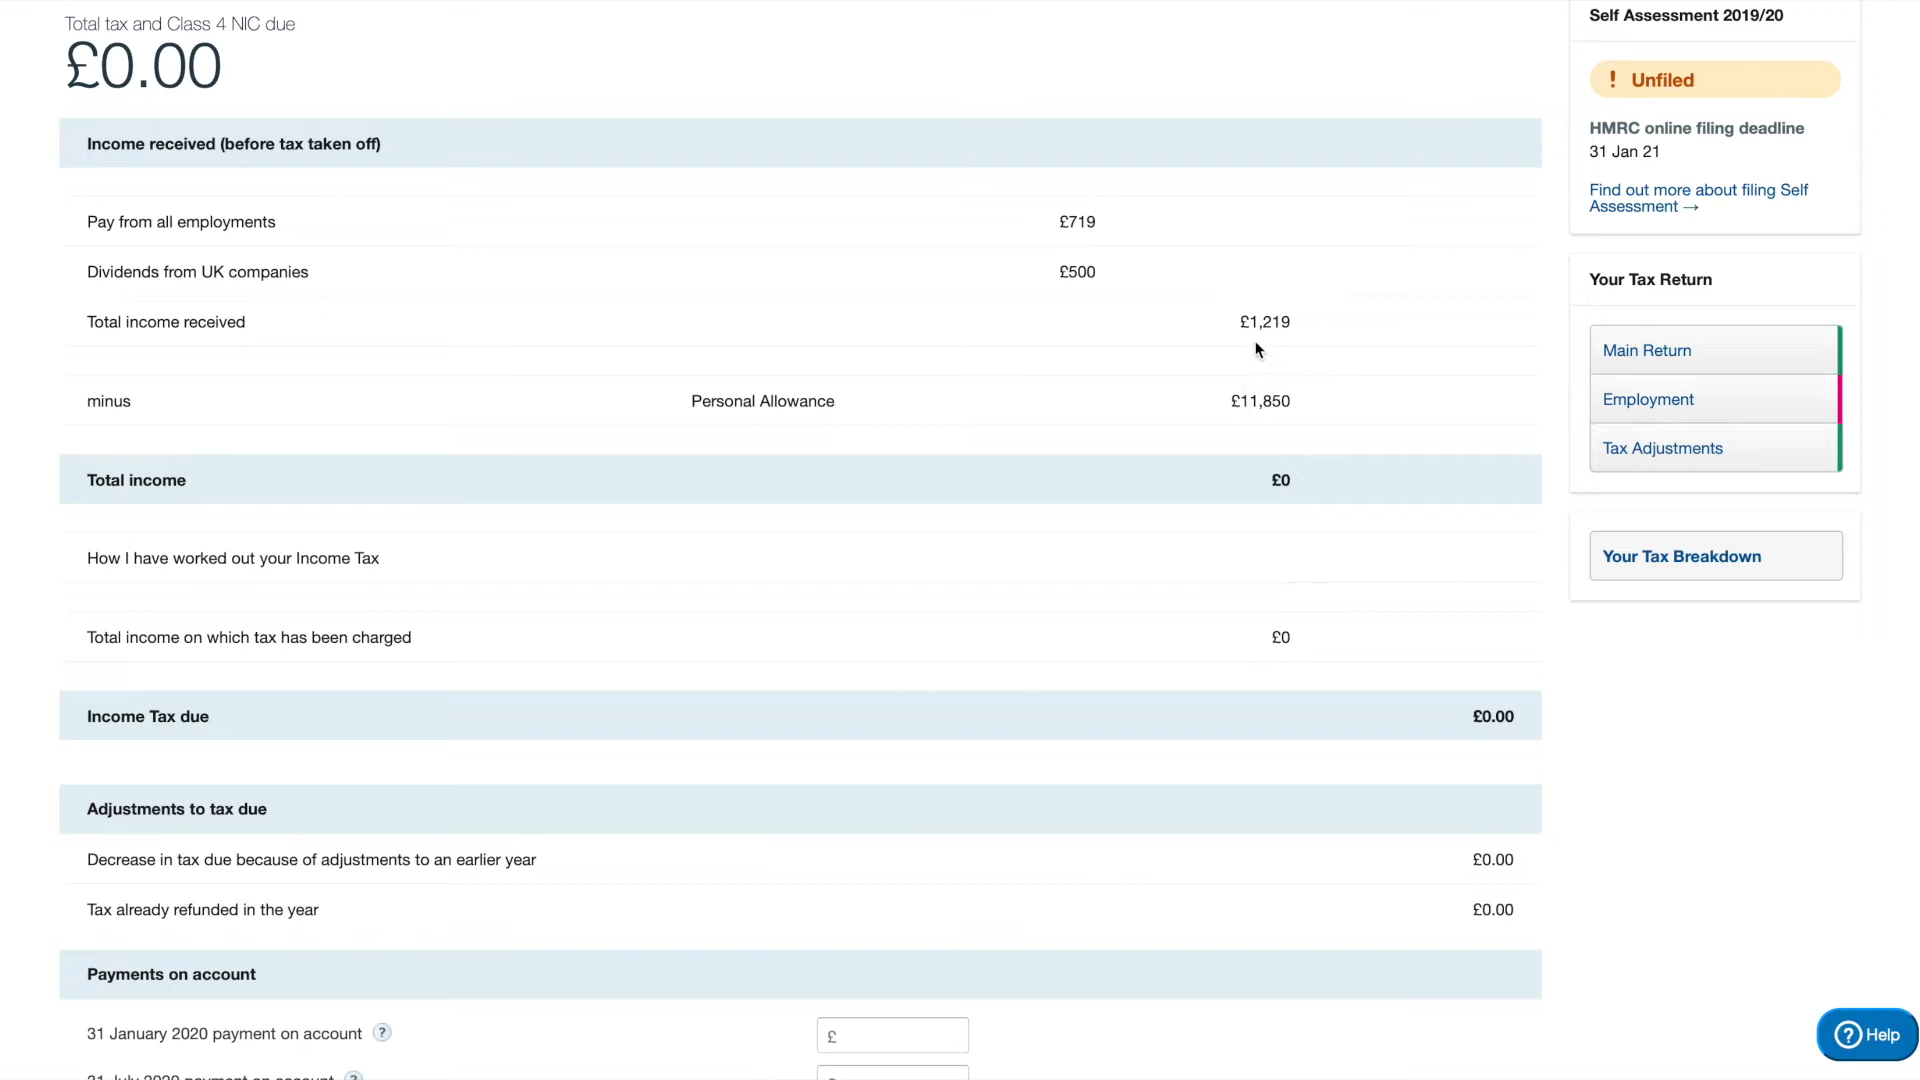 Total tax and Class 4 NIC due
£0.00
Income received (before tax taken off)
Pay from all employments £719
Dividends from UK companies £500
Total income received £1,219
minus Personal Allowance £11,850
Total income £0
How I have worked out your Income Tax
Total income on which tax has been charged £0
Income Tax due £0.00
Adjustments to tax due
Decrease in tax due because of adjustments to an earlier year £0.00
Tax already refunded in the year £0.00
Payments on account
31 January 2020 payment on account ? £
31 July 2020 payment on account ?
Self Assessment 2019/20
! Unfiled
HMRC online filing deadline
31 Jan 21
Find out more about filing Self
Assessment →
Your Tax Return
Main Return
Employment
Tax Adjustments
Your Tax Breakdown
? Help